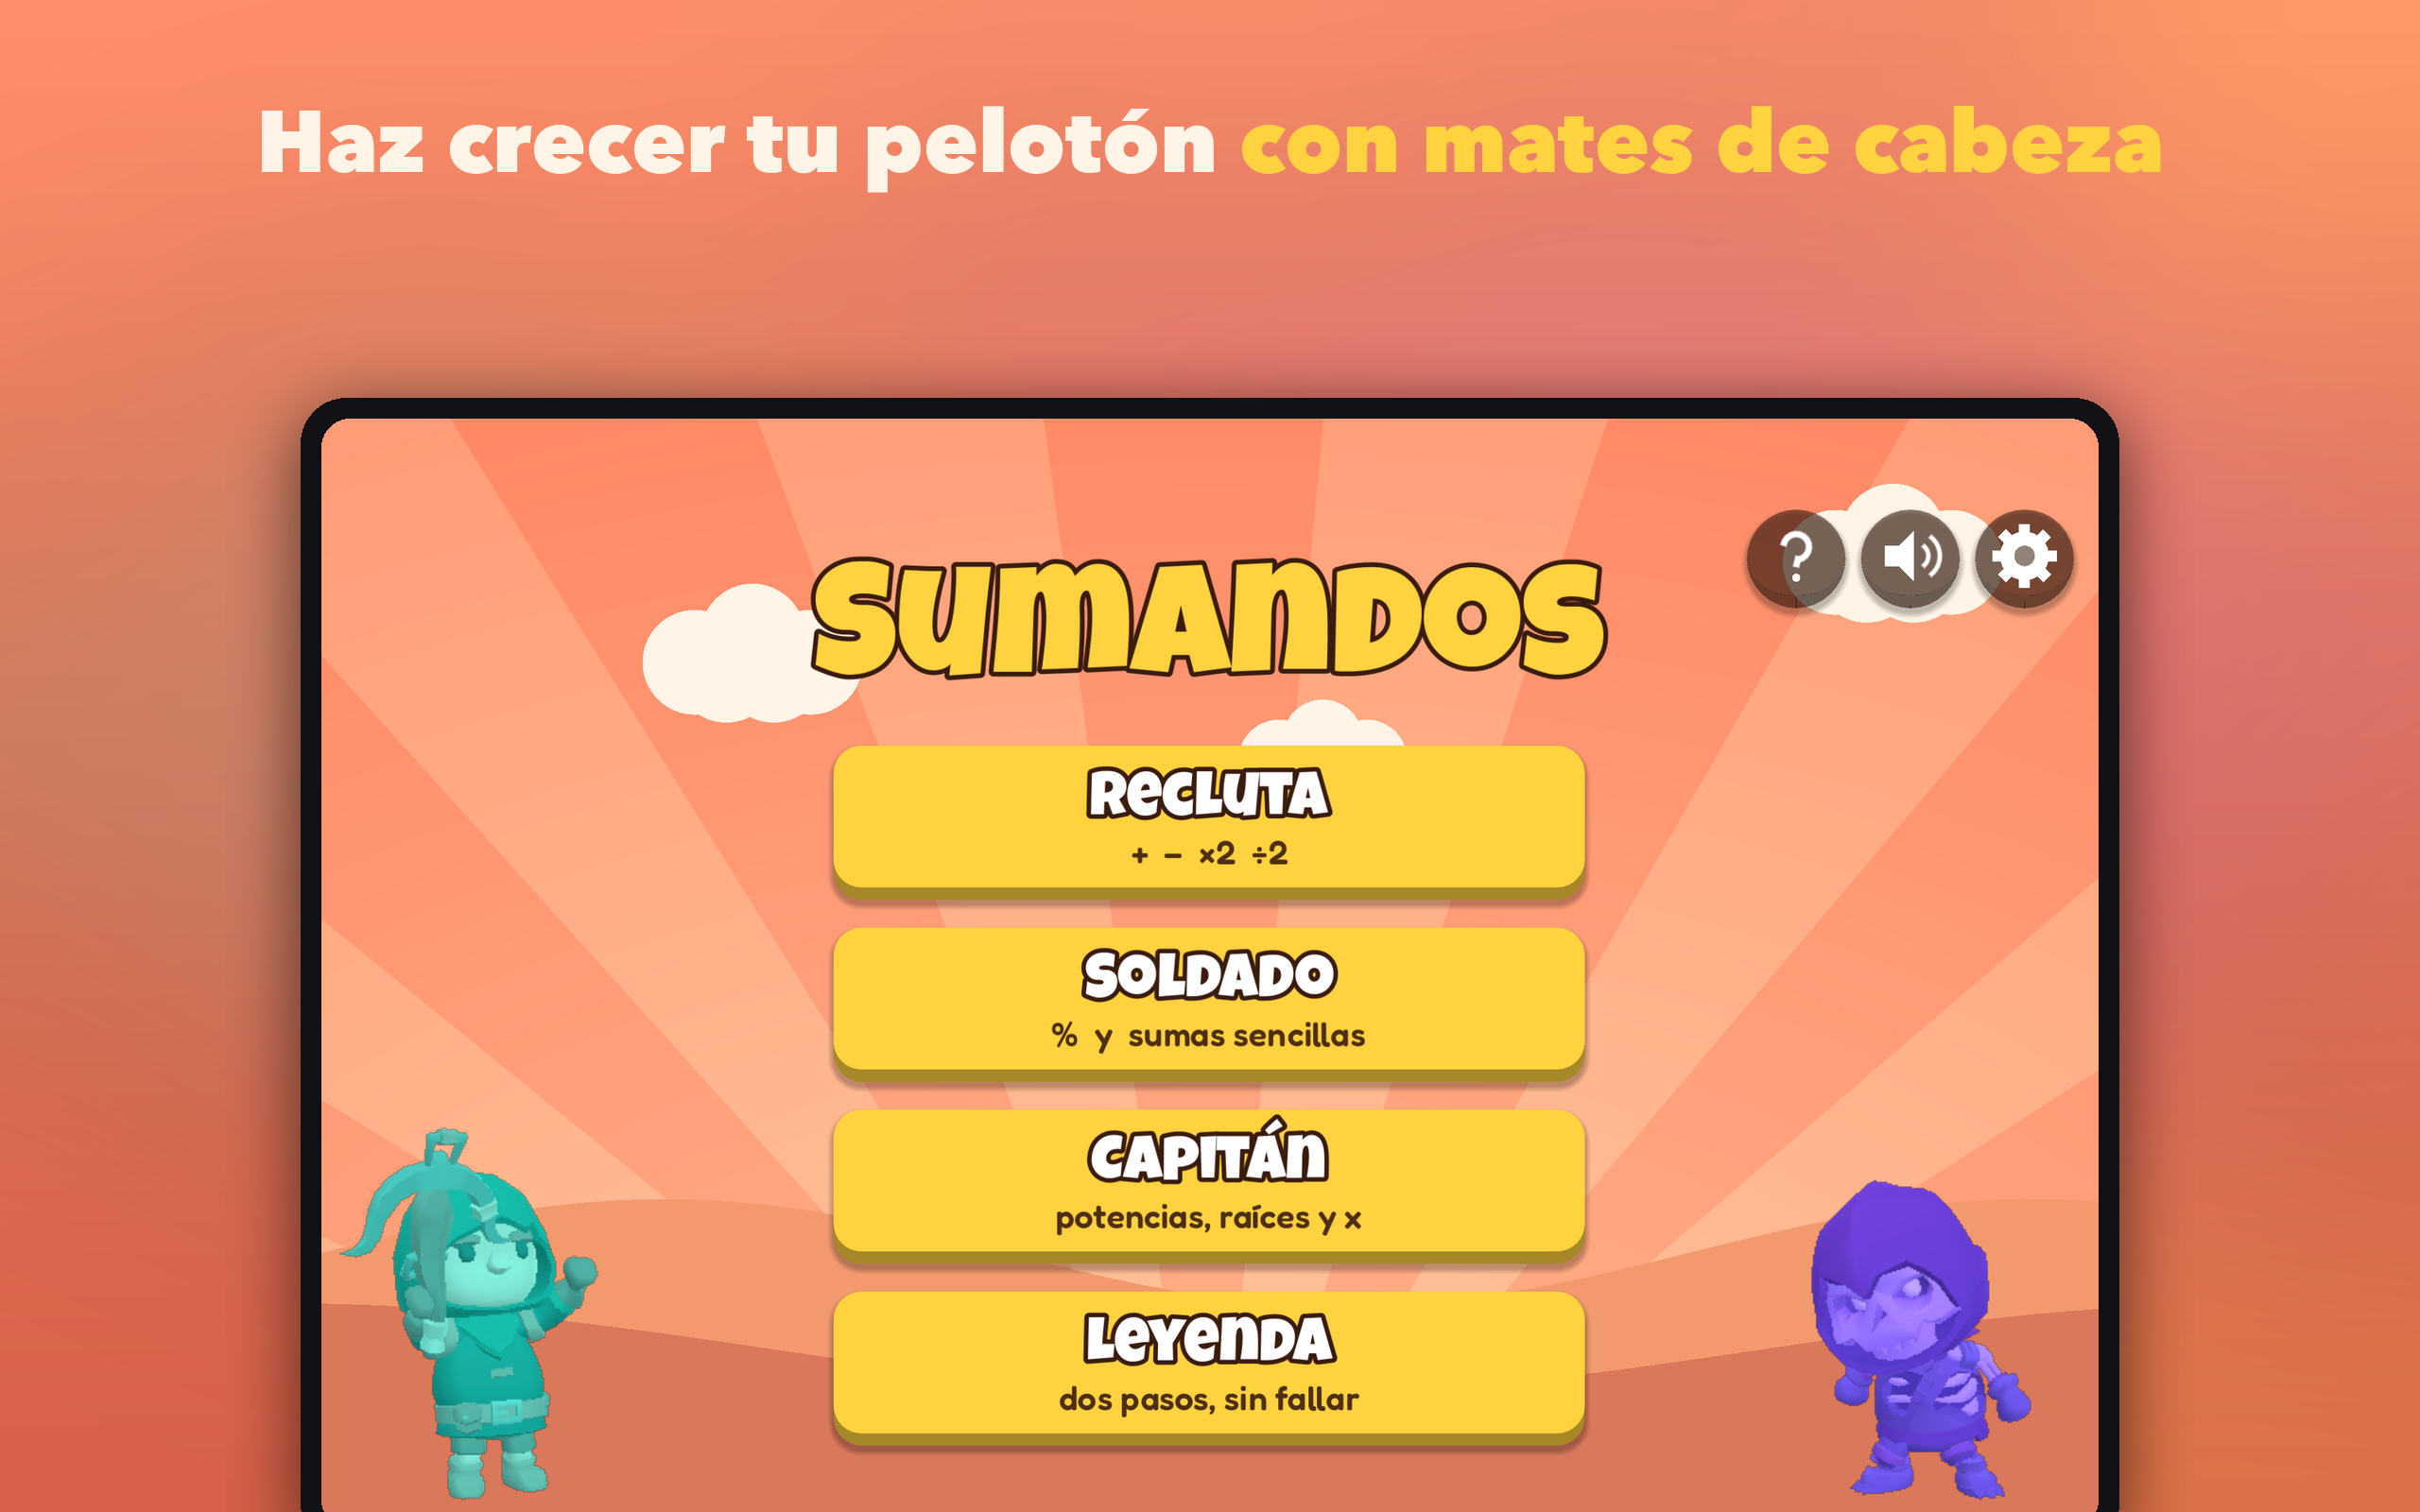 Haz crecer tu pelotón con mates de cabeza
?
SUMANDOS
RECLUTA
+ − ×2 ÷2
SOLDADO
% y sumas sencillas
CAPITÁN
potencias, raíces y x
LEYENDA
dos pasos, sin fallar